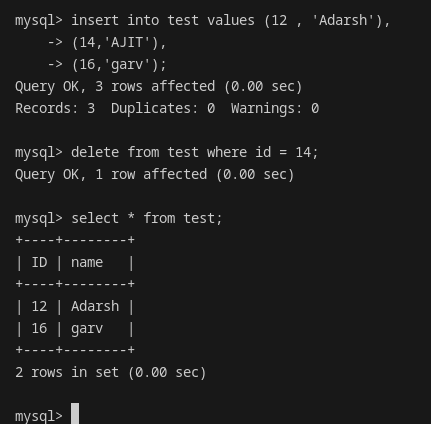 mysql> insert into test values (12 , 'Adarsh'),
    -> (14,'AJIT'),
    -> (16,'garv');
Query OK, 3 rows affected (0.00 sec)
Records: 3  Duplicates: 0  Warnings: 0

mysql> delete from test where id = 14;
Query OK, 1 row affected (0.00 sec)

mysql> select * from test;
+----+--------+
| ID | name   |
+----+--------+
| 12 | Adarsh |
| 16 | garv   |
+----+--------+
2 rows in set (0.00 sec)

mysql>